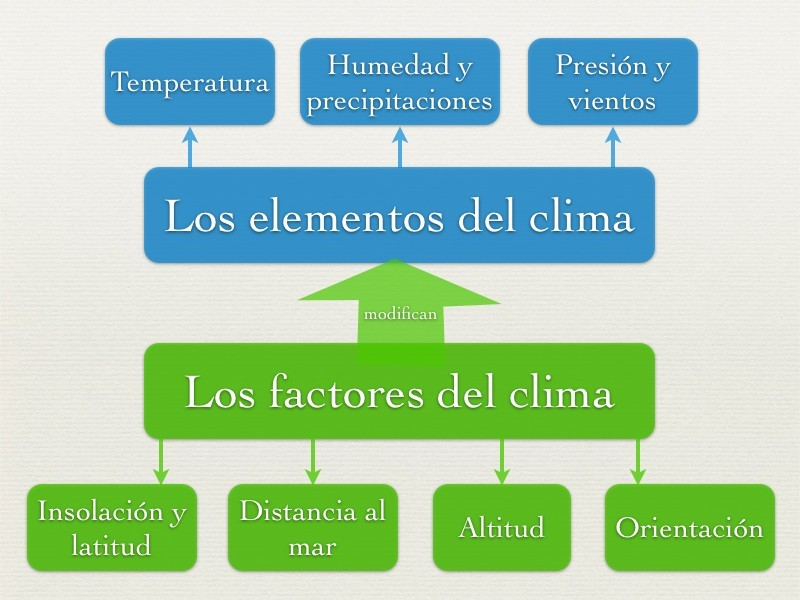 Temperatura
Humedad y
precipitaciones
Presión y
vientos
Los elementos del clima
modifican
Los factores del clima
Insolación y
latitud
Distancia al
mar
Altitud
Orientación